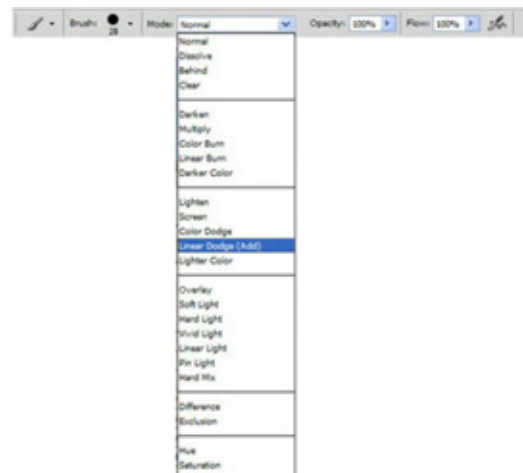 Brush: 28 Mode: Normal Opacity: 100% Flow: 100%
Normal
Dissolve
Behind
Clear
Darken
Multiply
Color Burn
Linear Burn
Darker Color
Lighten
Screen
Color Dodge
Linear Dodge (Add)
Lighter Color
Overlay
Soft Light
Hard Light
Vivid Light
Linear Light
Pin Light
Hard Mix
Difference
Exclusion
Hue
Saturation